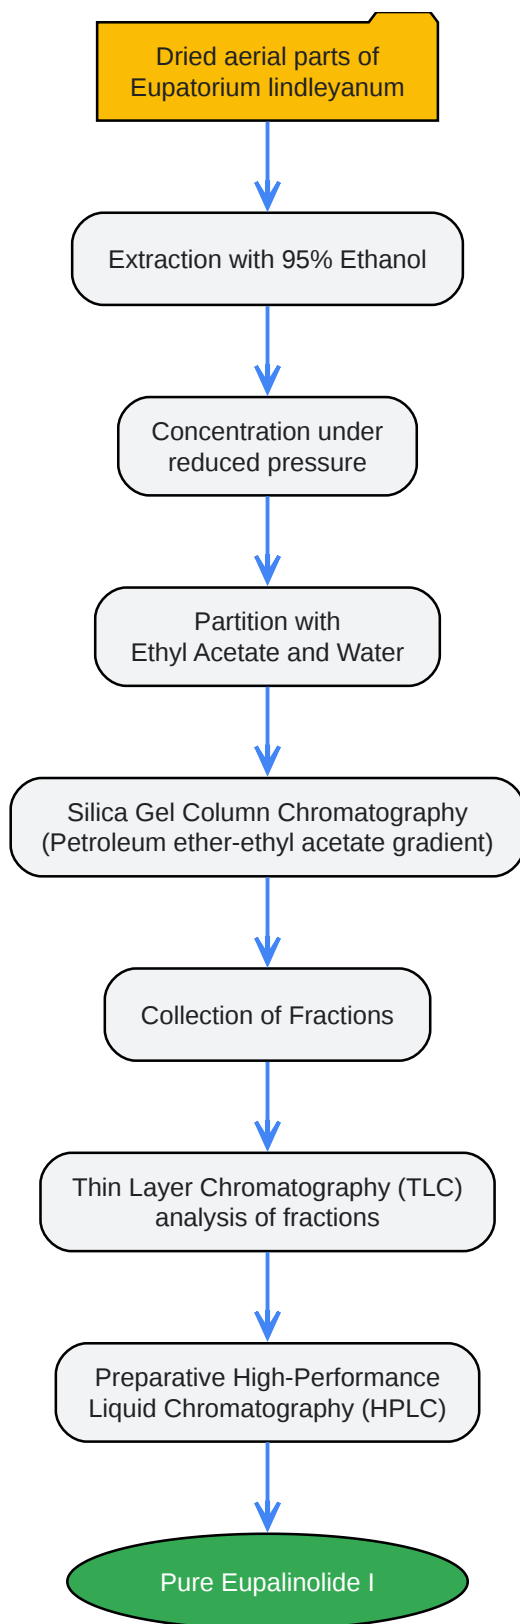 Dried aerial parts of
Eupatorium lindleyanum
Extraction with 95% Ethanol
Concentration under
reduced pressure
Partition with
Ethyl Acetate and Water
Silica Gel Column Chromatography
(Petroleum ether-ethyl acetate gradient)
Collection of Fractions
Thin Layer Chromatography (TLC)
analysis of fractions
Preparative High-Performance
Liquid Chromatography (HPLC)
Pure Eupalinolide I